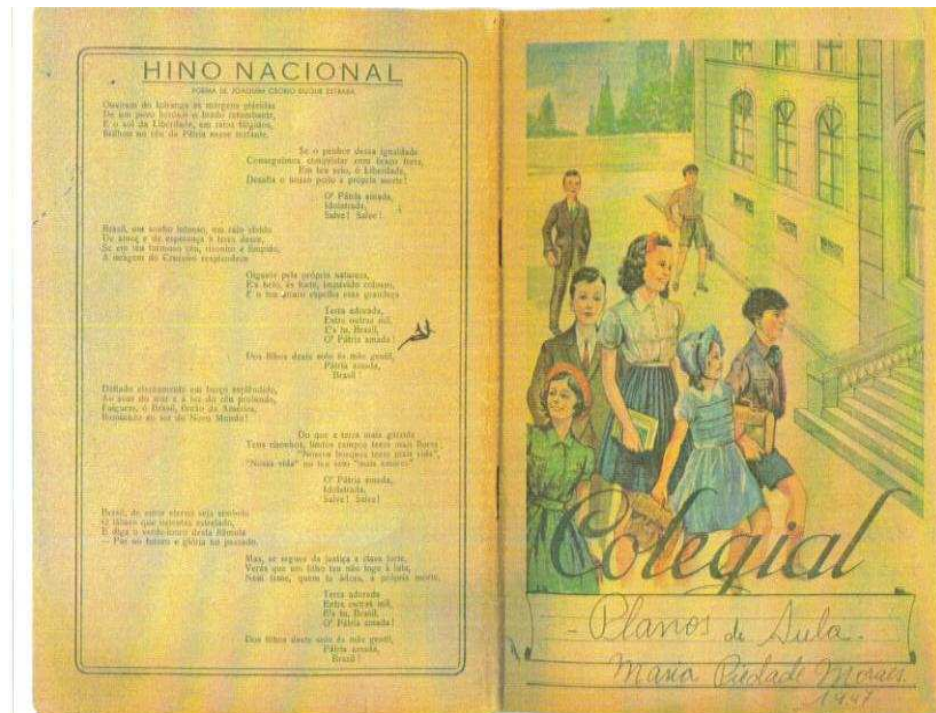 HINO NACIONAL
POEMA DE JOAQUIM OSÓRIO DUQUE ESTRADA
Ouviram do Ipiranga às margens plácidas
De um povo heróico o brado retumbante,
E o sol da Liberdade, em raios fúlgidos,
Brilhou no céu da Pátria nesse instante.
Se o penhor dessa igualdade
Conseguimos conquistar com braço forte,
Em teu seio, ó Liberdade,
Desafia o nosso peito a própria morte!
O' Pátria amada,
Idolatrada,
Salve! Salve!
Brasil, um sonho intenso, um raio vívido
De amor e de esperança à terra desce,
Se em teu formoso céu, risonho e límpido,
A imagem do Cruzeiro resplandece
Gigante pela própria natureza,
E's belo, és forte, impávido colosso,
E o teu futuro espelha essa grandeza
Terra adorada,
Entre outras mil,
E's tu, Brasil,
O' Pátria amada!
Dos filhos deste solo és mãe gentil,
Pátria amada,
Brasil!
Deitado eternamente em berço esplêndido,
Ao som do mar e à luz do céu profundo,
Fulguras, ó Brasil, florão da América,
Iluminado ao sol do Novo Mundo!
Do que a terra mais garrida
Teus risonhos, lindos campos teem mais flores
"Nossos bosques teem mais vida",
"Nossa vida" no teu seio "mais amores"
O' Pátria amada,
Idolatrada,
Salve! Salve!
Brasil, de amor eterno seja símbolo
O lábaro que ostentas estrelado,
E diga o verde-louro desta flâmula
— Paz no futuro e glória no passado.
Mas, se ergues da justiça a clava forte,
Verás que um filho teu não foge à luta,
Nem teme, quem te adora, a própria morte.
Terra adorada
Entre outras mil,
E's tu, Brasil,
O' Pátria amada!
Dos filhos deste solo és mãe gentil,
Pátria amada,
Brasil!
Colegial
- Planos de Aula -
Maria Piedade Moraes
1947